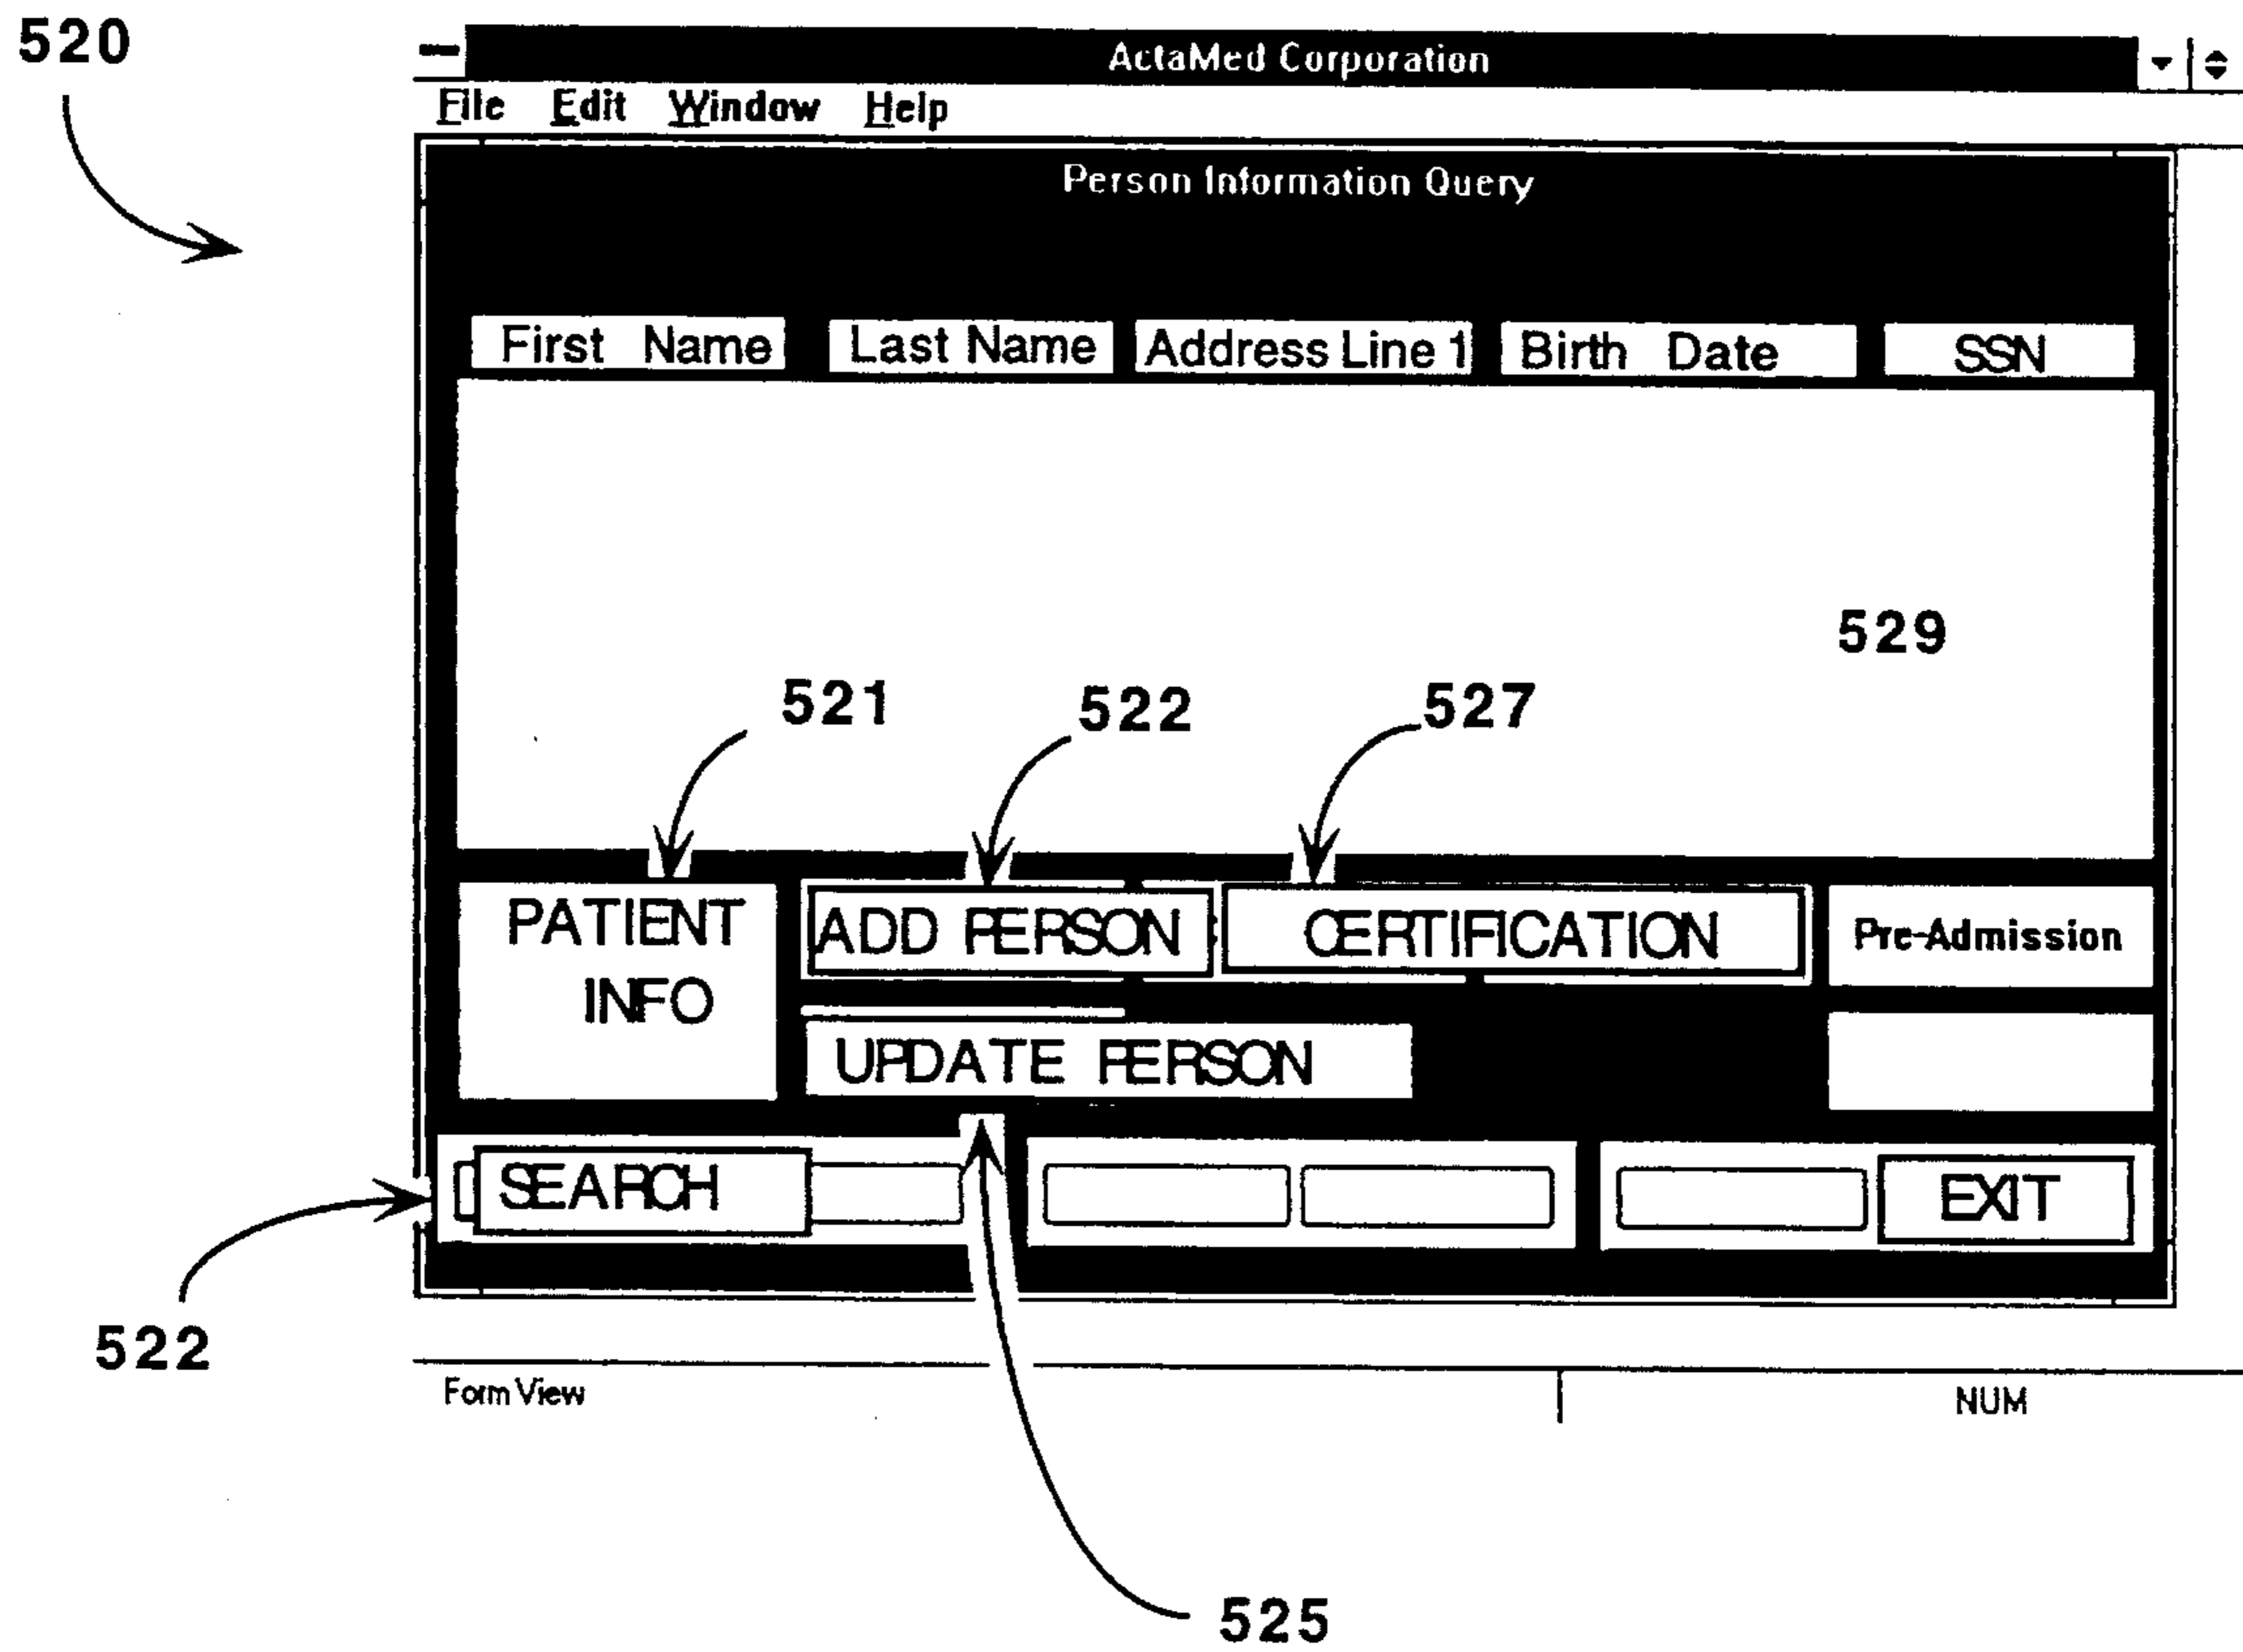 520
ActaMed Corporation
File Edit Window Help
Person Information Query
First Name Last Name Address Line 1 Birth Date SSN
529
521 522 527
PATIENT INFO
ADD PERSON CERTIFICATION Pre-Admission
UPDATE PERSON
SEARCH EXIT
522
Form View NUM
525